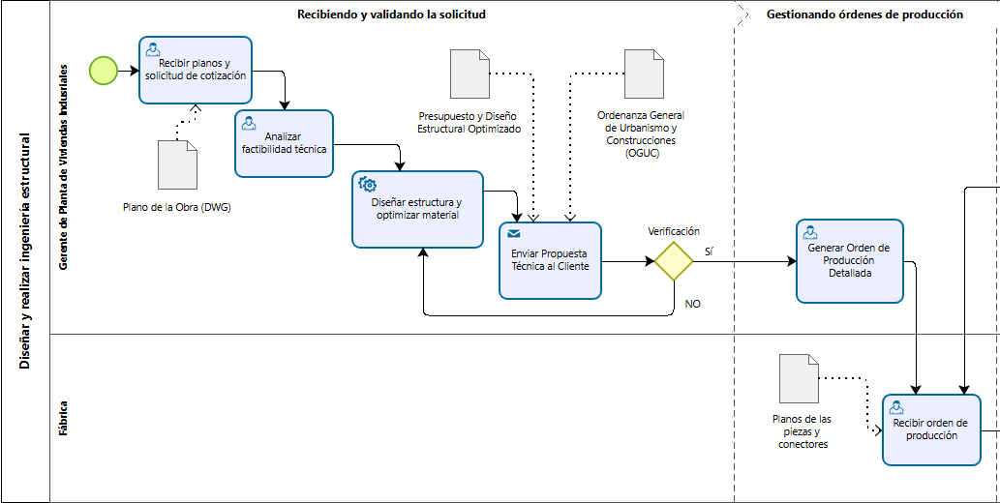 Recibiendo y validando la solicitud
Gestionando órdenes de producción
Diseñar y realizar ingeniería estructural
Gerente de Planta de Viviendas Indusriales
Recibir planos y
solicitud de cotización
Plano de la Obra (DWG)
Analizar
factibilidad técnica
Diseñar estructura y
optimizar material
Presupuesto y Diseño
Estructural Optimizado
Ordenanza General
de Urbanismo y
Construcciones
(OGUC)
Enviar Propuesta
Técnica al Cliente
Verificación
Sí
NO
Generar Orden de
Producción
Detallada
Fábrica
Planos de las
piezas y
conectores
Recibir orden de
producción